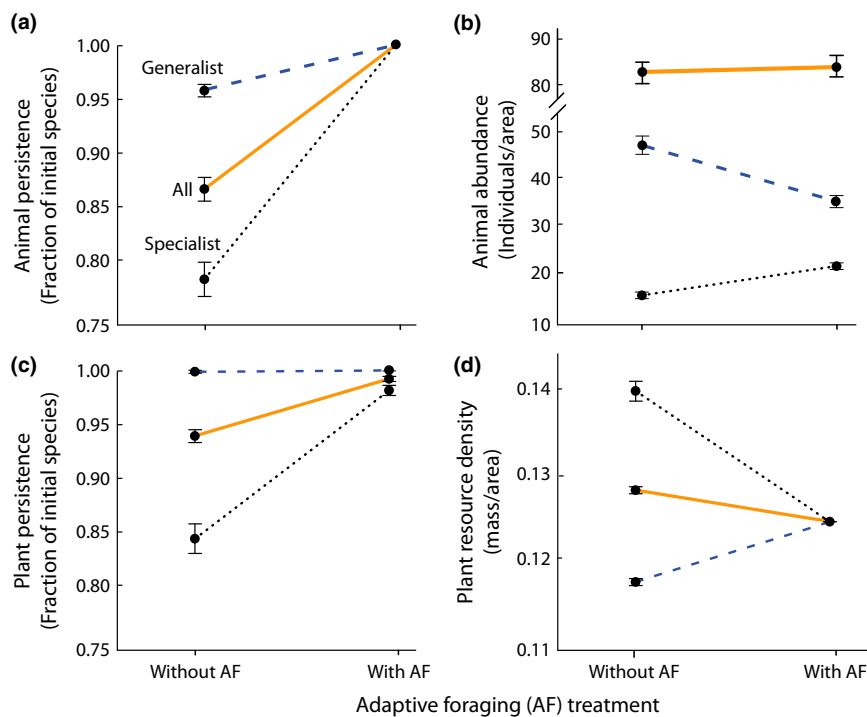 (a)
Animal persistence
(Fraction of initial species)
1.00
0.95
0.90
0.85
0.80
0.75
Generalist
All
Specialist
(b)
Animal abundance
(Individuals/area)
90
80
50
40
30
20
10
(c)
Plant persistence
(Fraction of initial species)
1.00
0.95
0.90
0.85
0.80
0.75
Without AF
With AF
(d)
Plant resource density
(mass/area)
0.14
0.13
0.12
0.11
Without AF
With AF
Adaptive foraging (AF) treatment